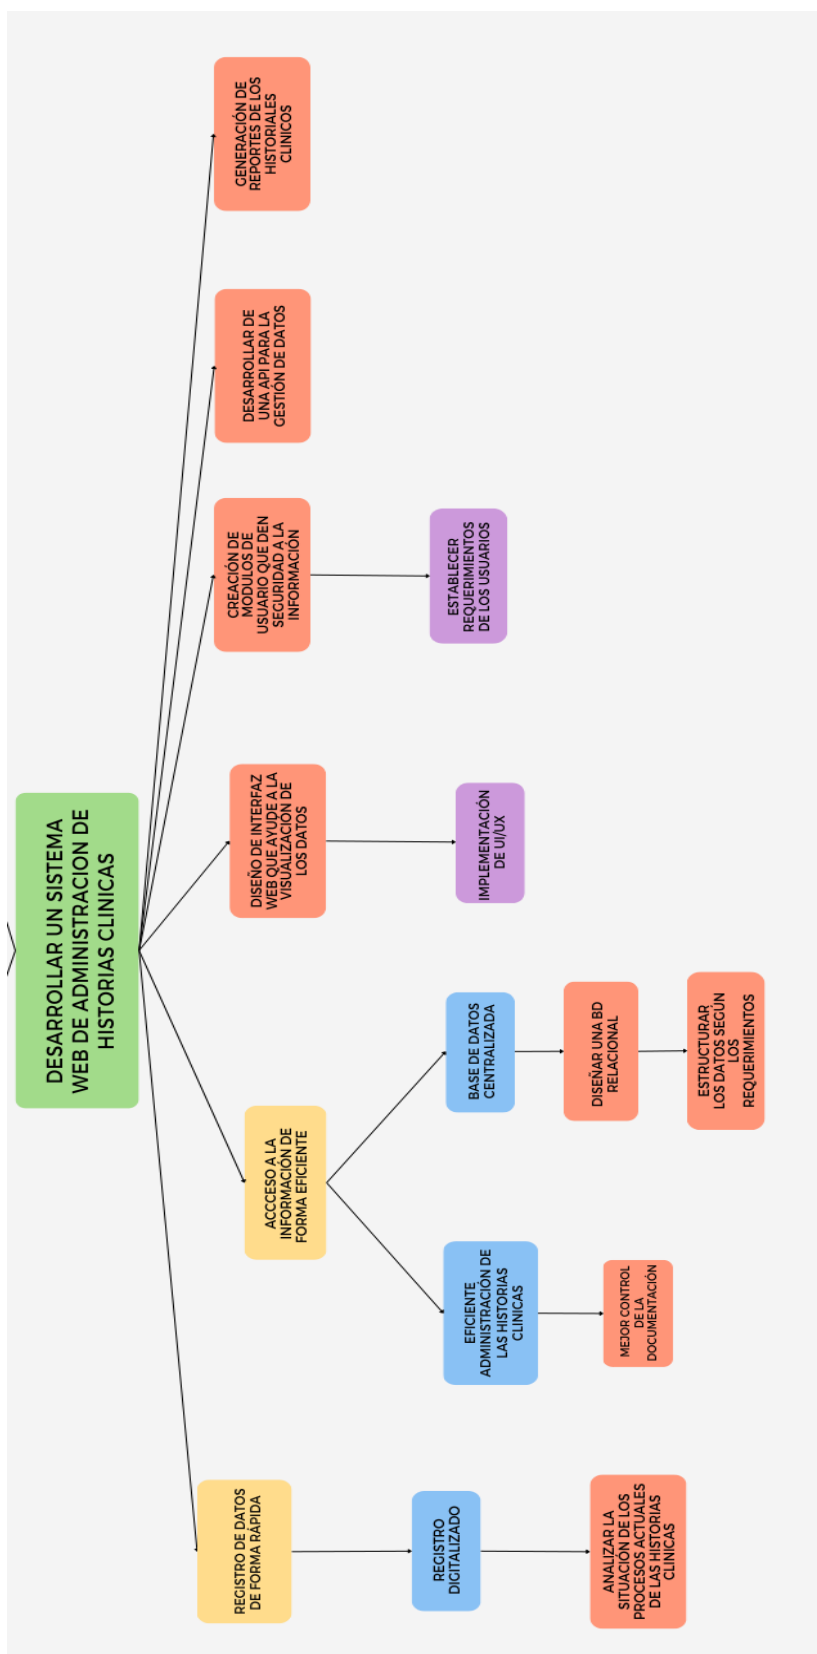 DESARROLLAR UN SISTEMA
WEB DE ADMINISTRACION DE
HISTORIAS CLINICAS
REGISTRO DE DATOS
DE FORMA RÁPIDA
ACCCESO A LA
INFORMACIÓN DE
FORMA EFICIENTE
DISEÑO DE INTERFAZ
WEB QUE AYUDE A LA
VISUALIZACIÓN DE
LOS DATOS
CREACIÓN DE
MODULOS DE
USUARIO QUE DEN
SEGURIDAD A LA
INFORMACIÓN
DESARROLLAR DE
UNA API PARA LA
GESTIÓN DE DATOS
GENERACIÓN DE
REPORTES DE LOS
HISTORIALES
CLINICOS
REGISTRO
DIGITALIZADO
EFICIENTE
ADMINISTRACIÓN DE
LAS HISTORIAS
CLINICAS
BASE DE DATOS
CENTRALIZADA
IMPLEMENTACIÓN
DE UI/UX
ESTABLECER
REQUERIMIENTOS
DE LOS USUARIOS
ANALIZAR LA
SITUACIÓN DE LOS
PROCESOS ACTUALES
DE LAS HISTORIAS
CLINICAS
MEJOR CONTROL
DE LA
DOCUMENTACIÓN
DISEÑAR UNA BD
RELACIONAL
ESTRUCTURAR
LOS DATOS SEGÚN
LOS
REQUERIMIENTOS